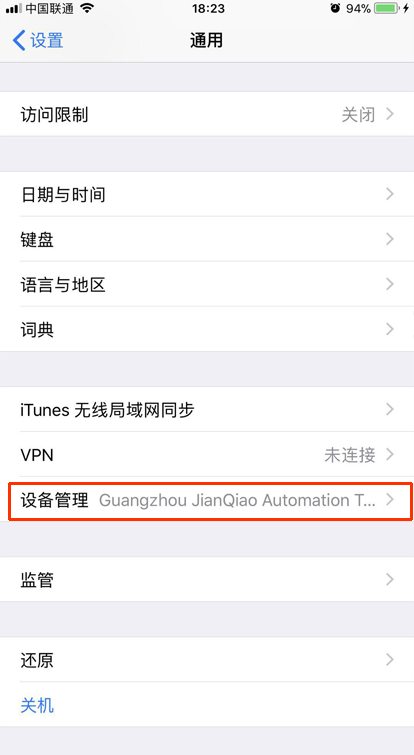 中国联通 18:23 94%
设置 通用
访问限制 关闭
日期与时间
键盘
语言与地区
词典
iTunes 无线局域网同步
VPN 未连接
设备管理 Guangzhou JianQiao Automation T...
监管
还原
关机